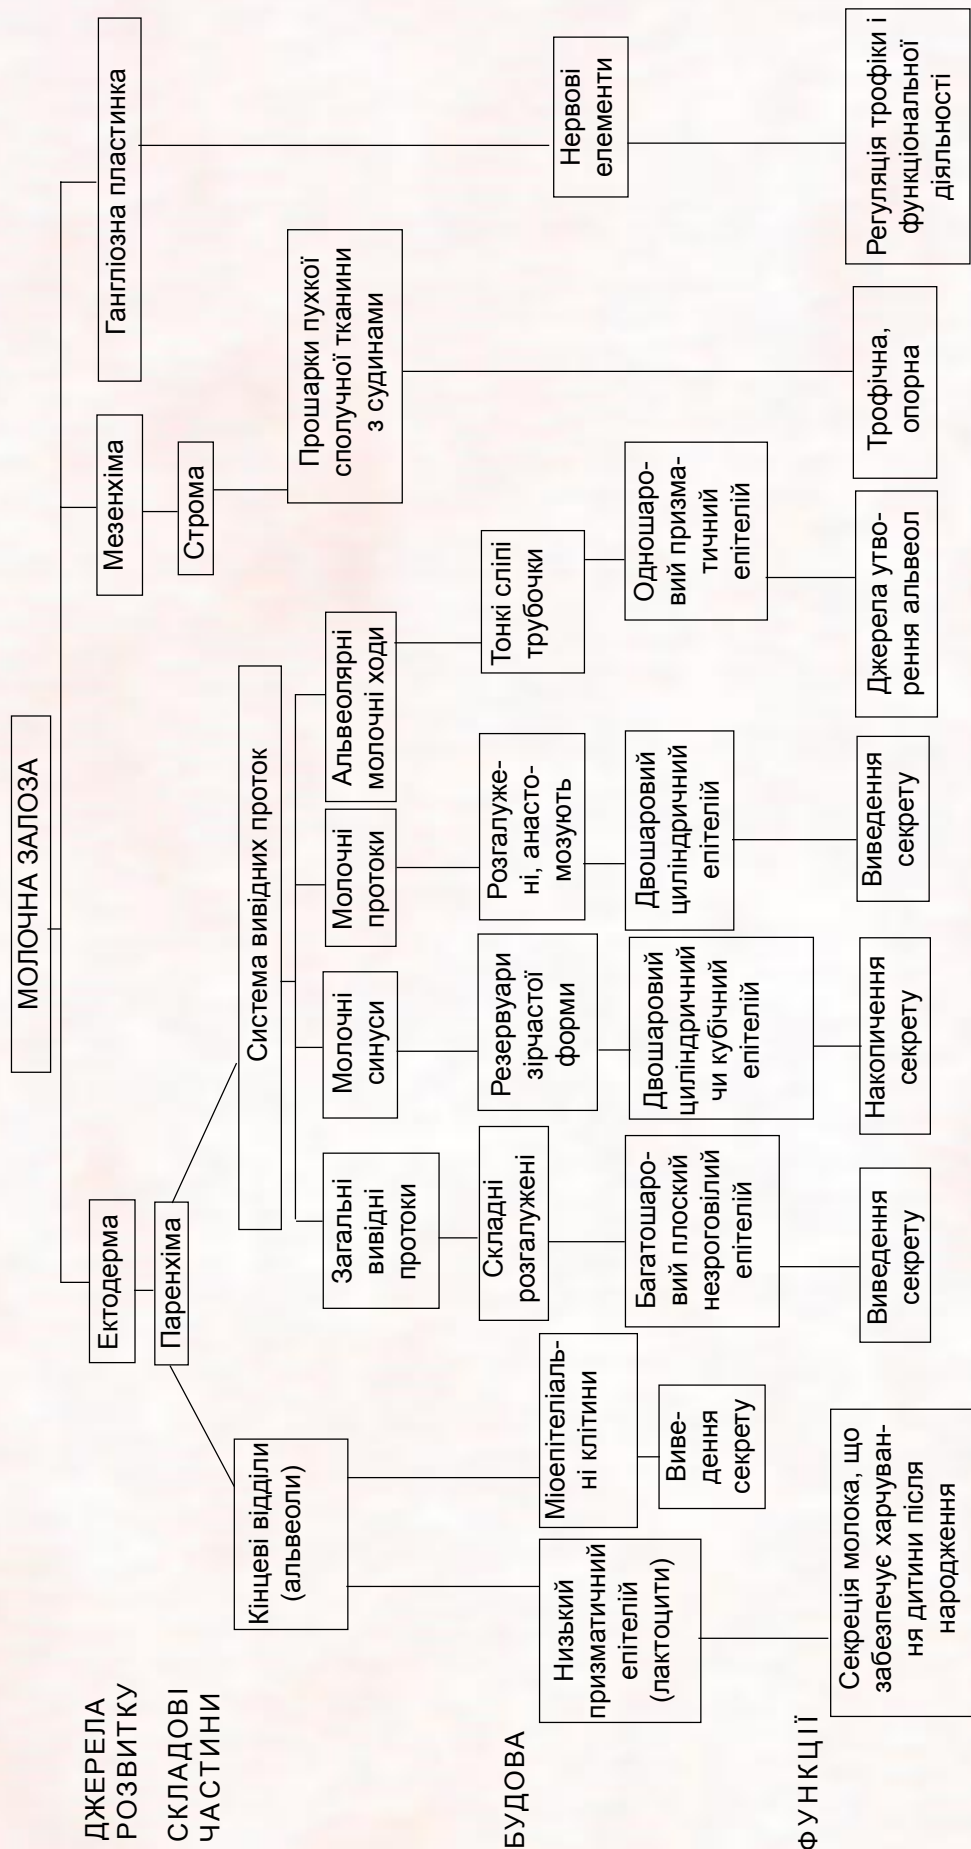 МОЛОЧНА ЗАЛОЗА
ДЖЕРЕЛА
РОЗВИТКУ
Ектодерма
Мезенхіма
Гангліозна пластинка
СКЛАДОВІ
ЧАСТИНИ
Паренхіма
Строма
Кінцеві відділи
(альвеоли)
Система вивідних проток
Прошарки пухкої
сполучної тканини
з судинами
Загальні
вивідні
протоки
Молочні
синуси
Молочні
протоки
Альвеолярні
молочні ходи
БУДОВА
Складні
розгалужені
Резервуари
зірчастої
форми
Розгалуже-
ні, анасто-
мозують
Тонкі сліпі
трубочки
Низький
призматичний
епітелій
(лактоцити)
Міоепітеліаль-
ні клітини
Нервові
елементи
Багатошаро-
вий плоский
незроговілий
епітелій
Двошаровий
циліндричний
чи кубічний
епітелій
Двошаровий
циліндричний
епітелій
Одношаро-
вий призма-
тичний
епітелій
Виве-
дення
секрету
ФУНКЦІЇ
Секреція молока, що
забезпечує харчуван-
ня дитини після
народження
Виведення
секрету
Накопичення
секрету
Виведення
секрету
Джерела утво-
рення альвеол
Трофічна,
опорна
Регуляція трофіки і
функціональної
діяльності